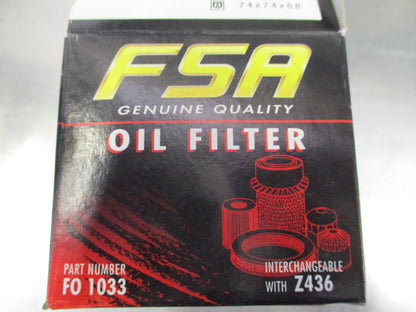 74x74x68
FSA
GENUINE QUALITY
OIL FILTER
PART NUMBER
FO 1033
INTERCHANGEABLE
WITH Z436